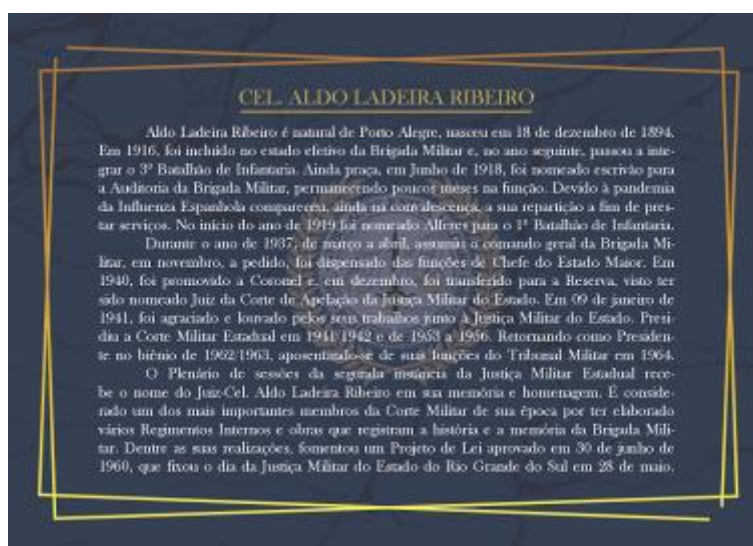 CEL. ALDO LADEIRA RIBEIRO
Aldo Ladeira Ribeiro é natural de Porto Alegre, nasceu em 18 de dezembro de 1894.
Em 1916, foi incluído no estado efetivo da Brigada Militar e, no ano seguinte, passou a inte-
grar o 3º Batalhão de Infantaria. Ainda praça, em Junho de 1918, foi nomeado escrivão para
a Auditoria da Brigada Militar, permanecendo poucos meses na função. Devido à pandemia
da Influenza Espanhola compareceu, ainda na convalescença, a sua repartição a fim de pres-
tar serviços. No início do ano de 1919 foi nomeado Alferes para o 1º Batalhão de Infantaria.
Durante o ano de 1937, de março a abril, assumiu o comando geral da Brigada Mi-
litar, em novembro, a pedido, foi dispensado das funções de Chefe do Estado Maior. Em
1940, foi promovido a Coronel e, em dezembro, foi transferido para a Reserva, visto ter
sido nomeado Juiz da Corte de Apelação da Justiça Militar do Estado. Em 09 de janeiro de
1941, foi agraciado e louvado pelos seus trabalhos junto à Justiça Militar do Estado. Presi-
diu a Corte Militar Estadual em 1941/1942 e de 1953 a 1956. Retornando como Presiden-
te no biênio de 1962/1963, aposentando-se de suas funções do Tribunal Militar em 1964.
O Plenário de sessões da segunda instância da Justiça Militar Estadual rece-
be o nome do Juiz-Cel. Aldo Ladeira Ribeiro em sua memória e homenagem. É conside-
rado um dos mais importantes membros da Corte Militar de sua época por ter elaborado
vários Regimentos Internos e obras que registram a história e a memória da Brigada Mili-
tar. Dentre as suas realizações, fomentou um Projeto de Lei aprovado em 30 de junho de
1960, que fixou o dia da Justiça Militar do Estado do Rio Grande do Sul em 28 de maio.